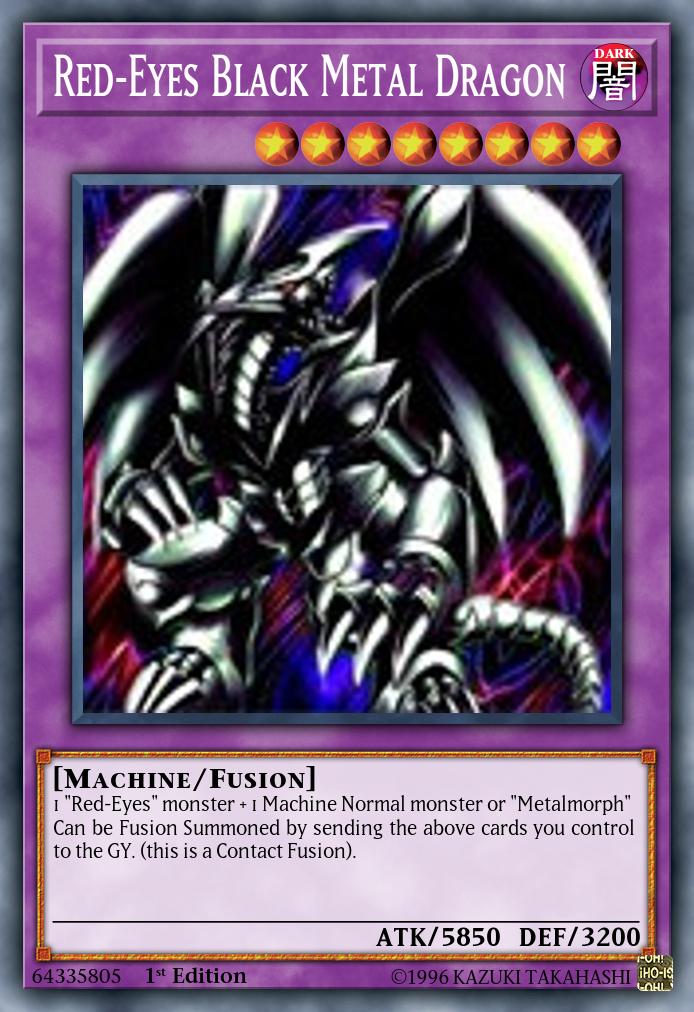 Red-Eyes Black Metal Dragon
DARK
闇
[Machine/Fusion]
1 "Red-Eyes" monster + 1 Machine Normal monster or "Metalmorph"
Can be Fusion Summoned by sending the above cards you control
to the GY. (this is a Contact Fusion).
ATK/5850 DEF/3200
64335805 1st Edition ©1996 KAZUKI TAKAHASHI